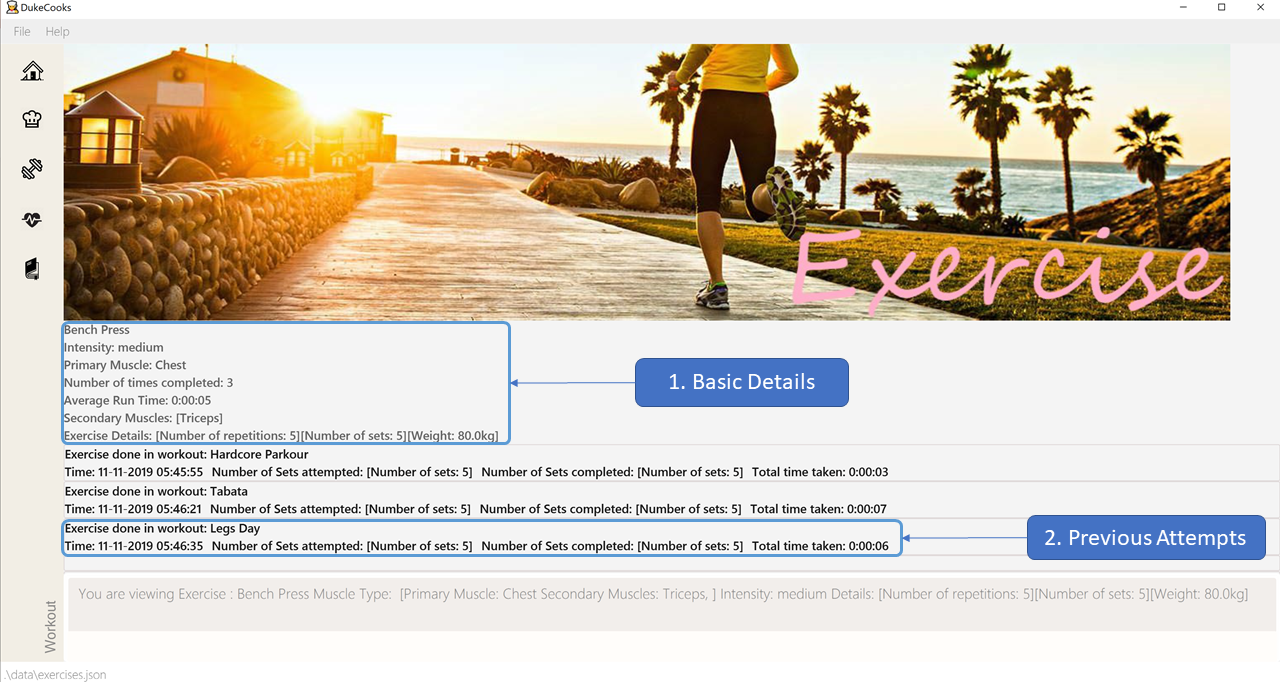 DukeCooks
File Help
Exercise
Bench Press
Intensity: medium
Primary Muscle: Chest
Number of times completed: 3
Average Run Time: 0:00:05
Secondary Muscles: [Triceps]
Exercise Details: [Number of repetitions: 5][Number of sets: 5][Weight: 80.0kg]
1. Basic Details
Exercise done in workout: Hardcore Parkour
Time: 11-11-2019 05:45:55 Number of Sets attempted: [Number of sets: 5] Number of Sets completed: [Number of sets: 5] Total time taken: 0:00:03
Exercise done in workout: Tabata
Time: 11-11-2019 05:46:21 Number of Sets attempted: [Number of sets: 5] Number of Sets completed: [Number of sets: 5] Total time taken: 0:00:07
Exercise done in workout: Legs Day
Time: 11-11-2019 05:46:35 Number of Sets attempted: [Number of sets: 5] Number of Sets completed: [Number of sets: 5] Total time taken: 0:00:06
2. Previous Attempts
You are viewing Exercise : Bench Press Muscle Type: [Primary Muscle: Chest Secondary Muscles: Triceps, ] Intensity: medium Details: [Number of repetitions: 5][Number of sets: 5][Weight: 80.0kg]
Workout
.\data\exercises.json